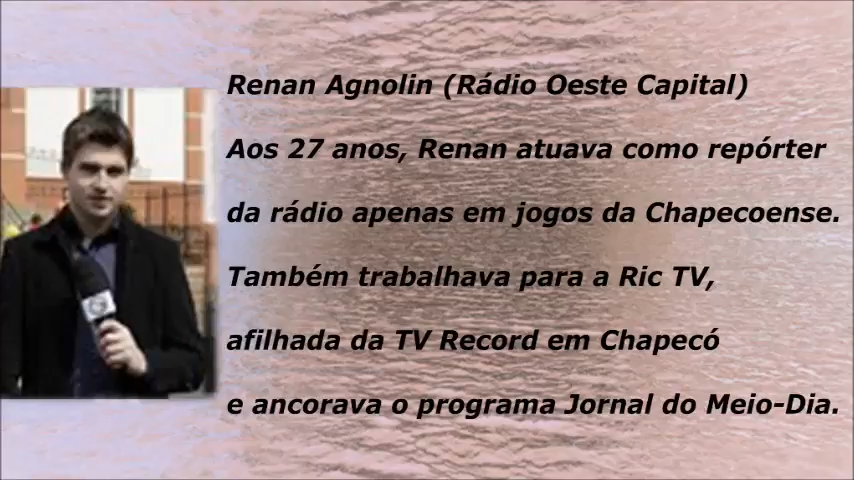 Renan Agnolin (Rádio Oeste Capital)
Aos 27 anos, Renan atuava como repórter
da rádio apenas em jogos da Chapecoense.
Também trabalhava para a Ric TV,
afilhada da TV Record em Chapecó
e ancorava o programa Jornal do Meio-Dia.